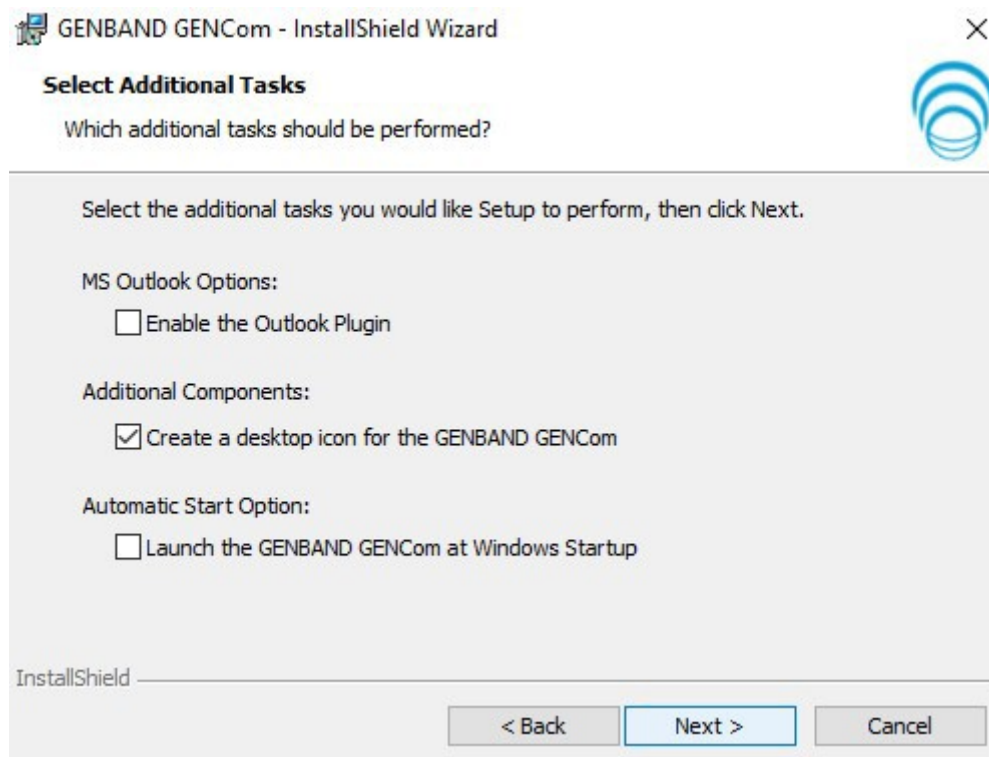 GENBAND GENCom - InstallShield Wizard
Select Additional Tasks
Which additional tasks should be performed?
Select the additional tasks you would like Setup to perform, then click Next.
MS Outlook Options:
Enable the Outlook Plugin
Additional Components:
Create a desktop icon for the GENBAND GENCom
Automatic Start Option:
Launch the GENBAND GENCom at Windows Startup
InstallShield
< Back Next > Cancel